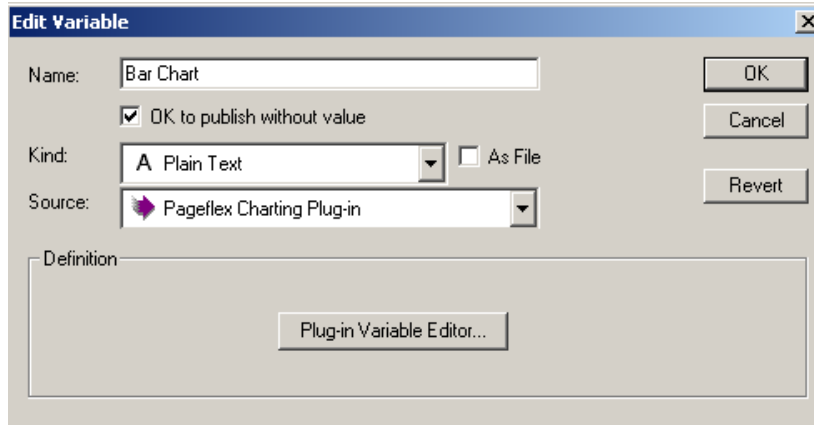 Edit Variable
Name: Bar Chart
OK
OK to publish without value
Cancel
Kind: A Plain Text As File
Revert
Source: Pageflex Charting Plug-in
Definition
Plug-in Variable Editor...